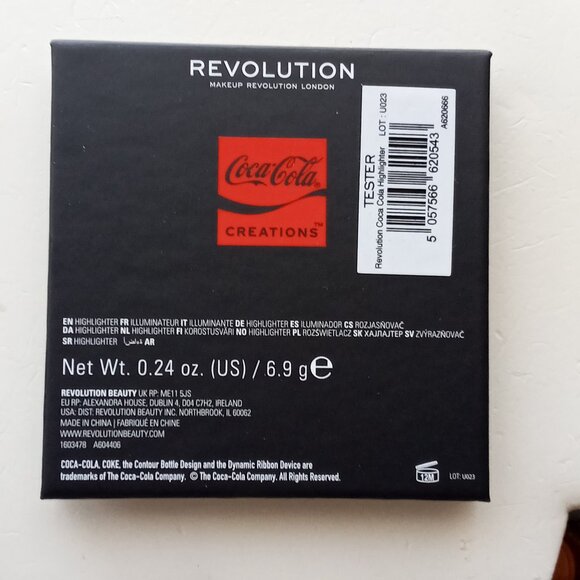 REVOLUTION
MAKEUP REVOLUTION LONDON
Coca-Cola®
CREATIONS™
TESTER
Revolution Coca Cola Highlighter
LOT : U023
5 057566 620543
A620666
EN HIGHLIGHTER FR ILLUMINATEUR IT ILLUMINANTE DE HIGHLIGHTER ES ILUMINADOR CS ROZJASŇOVAČ
DA HIGHLIGHTER NL HIGHLIGHTER FI KOROSTUSVÄRI NO HIGHLIGHTER PL ROZŚWIETLACZ SK ХАЈЛАЈТЕР SV ZVÝRAZŇOVAČ
SR HIGHLIGHTER AR
Net Wt. 0.24 oz. (US) / 6.9 g ℮
REVOLUTION BEAUTY UK RP: ME11 5JS
EU RP: ALEXANDRA HOUSE, DUBLIN 4, D04 C7H2, IRELAND
USA: DIST: REVOLUTION BEAUTY INC. NORTHBROOK, IL 60062
MADE IN CHINA | FABRIQUÉ EN CHINE
WWW.REVOLUTIONBEAUTY.COM
1603478 A604406
COCA-COLA, COKE, the Contour Bottle Design and the Dynamic Ribbon Device are
trademarks of The Coca-Cola Company. © The Coca-Cola Company. All Rights Reserved.
12M
LOT: U023